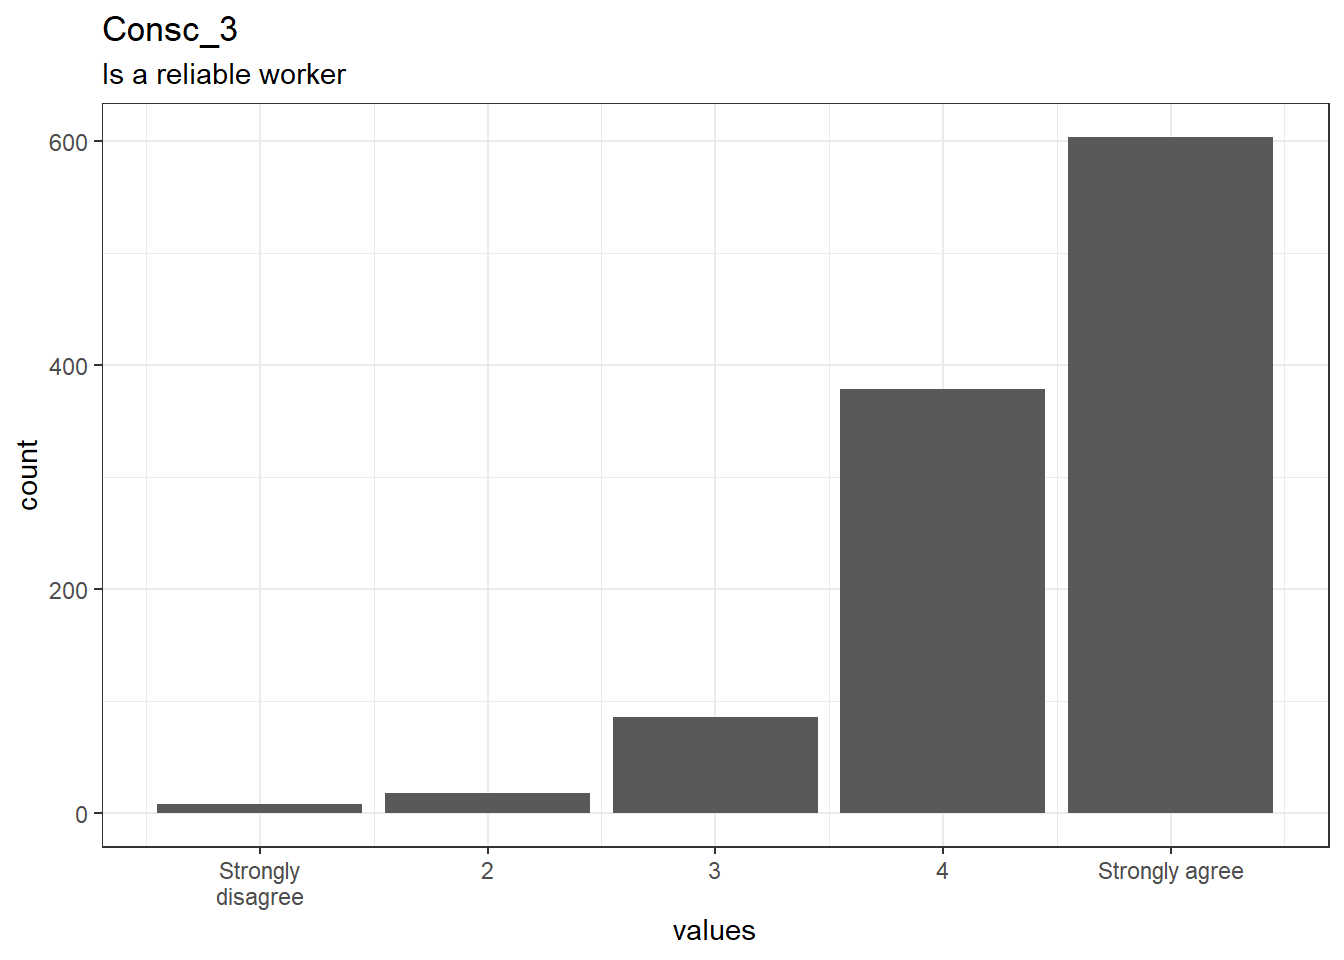 Consc_3
Is a reliable worker
600
400
200
0
count
Strongly
disagree
2
3
4
Strongly agree
values